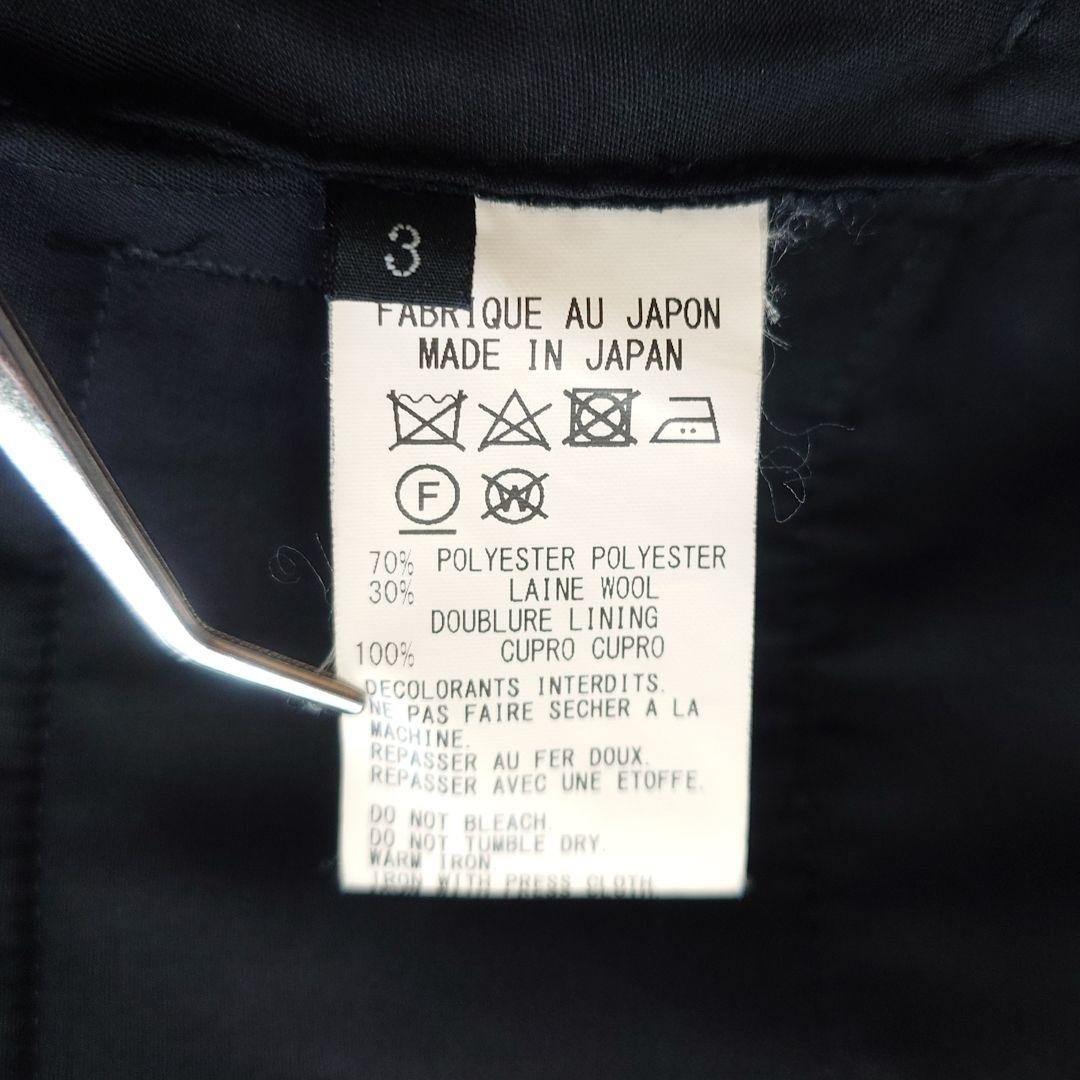 3
FABRIQUE AU JAPON
MADE IN JAPAN
F W
70% POLYESTER POLYESTER
30% LAINE WOOL
DOUBLURE LINING
100% CUPRO CUPRO
DECOLORANTS INTERDITS.
NE PAS FAIRE SECHER A LA
MACHINE.
REPASSER AU FER DOUX.
REPASSER AVEC UNE ETOFFE.
DO NOT BLEACH.
DO NOT TUMBLE DRY.
WARM IRON.
IRON WITH PRESS CLOTH.